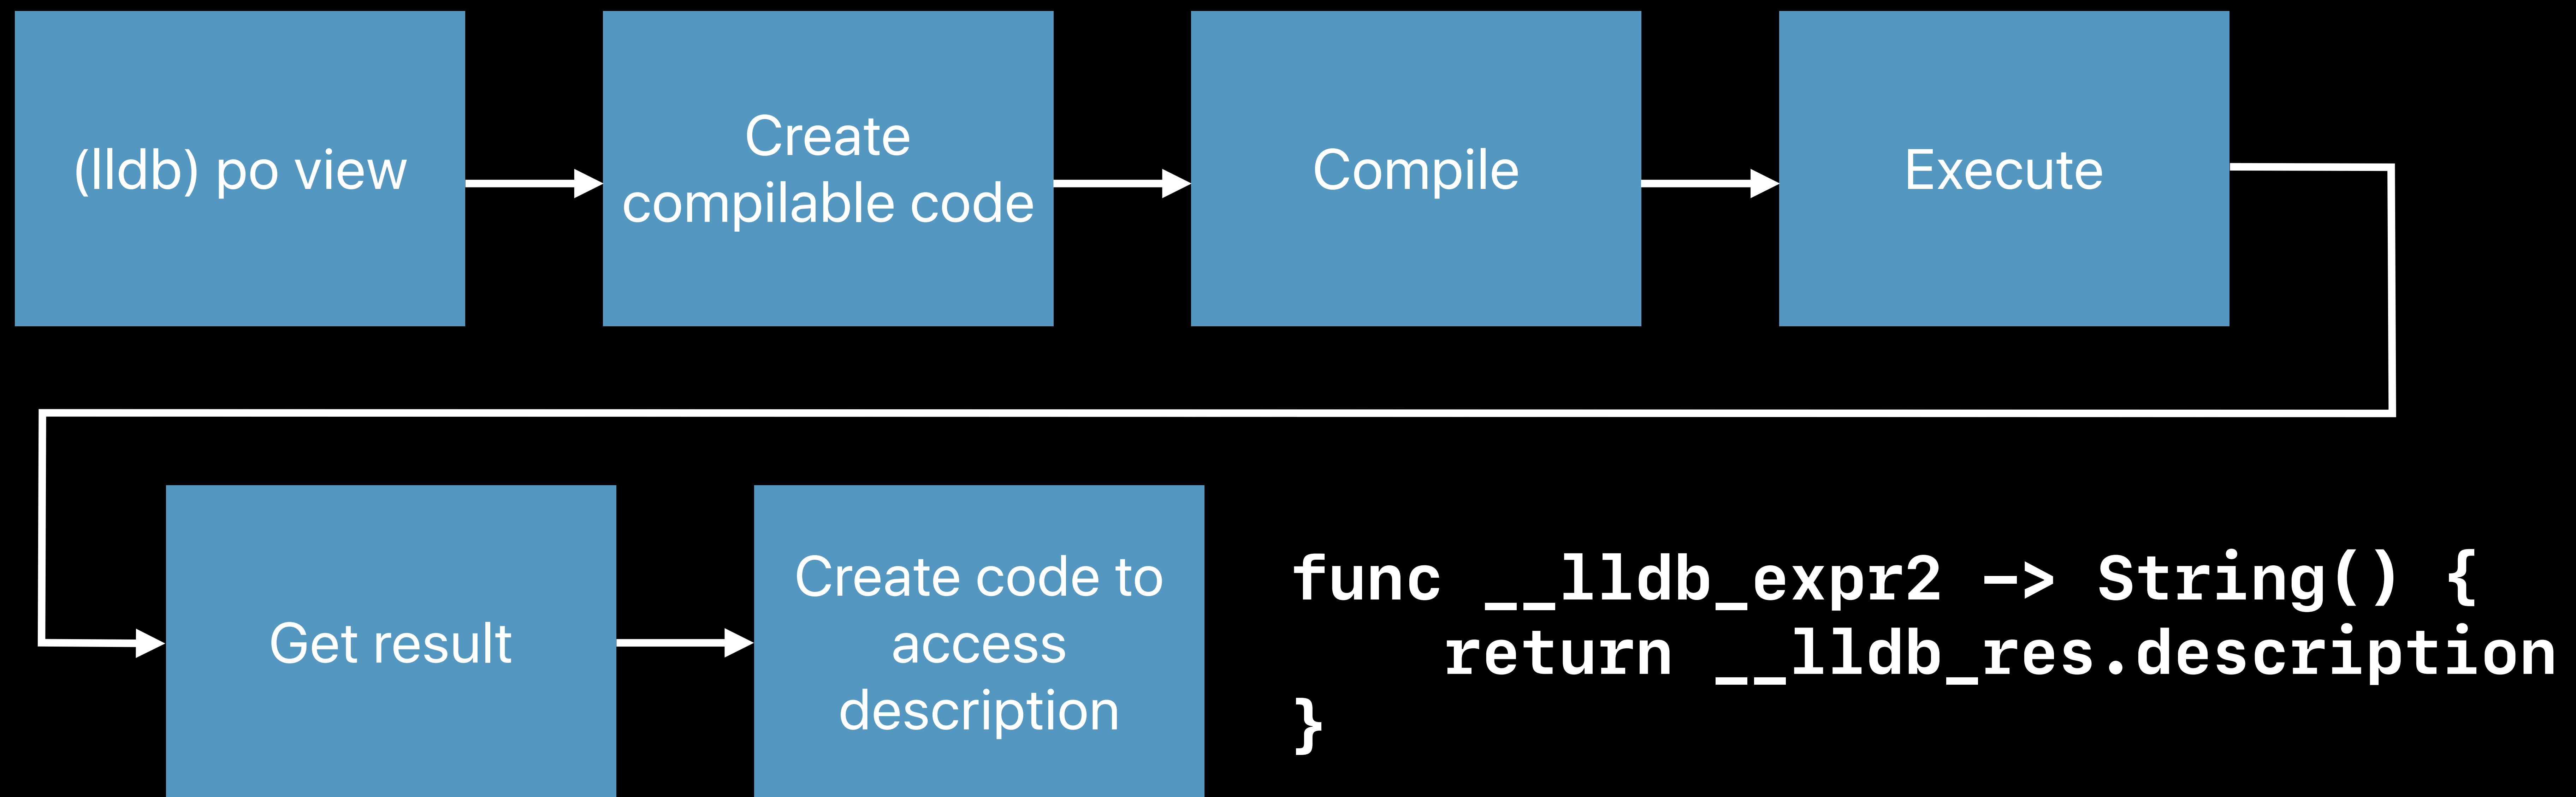 (lldb) po view
Create
compilable code
Compile
Execute
Get result
Create code to
access
description
func __lldb_expr2 -> String() {
    return __lldb_res.description
}